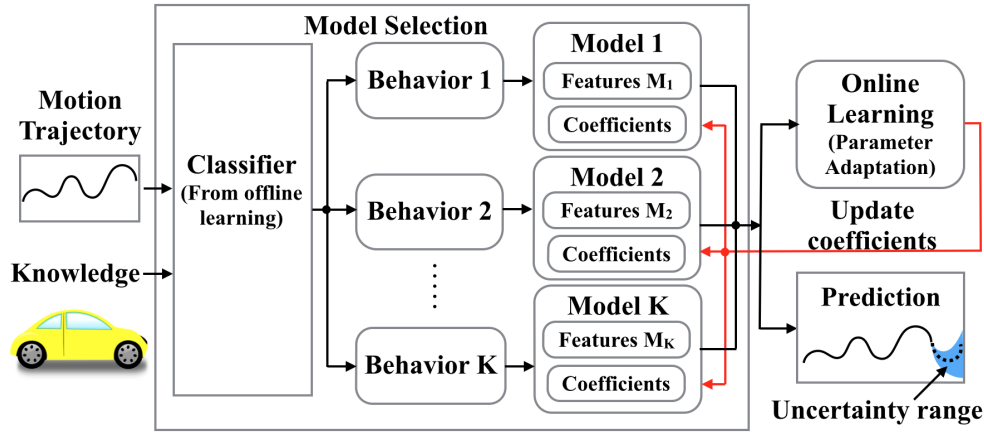 Model Selection
Motion
Trajectory
Knowledge
Classifier
(From offline
learning)
Behavior 1
Behavior 2
Behavior K
Model 1
Features M₁
Coefficients
Model 2
Features M₂
Coefficients
Model K
Features Mₖ
Coefficients
Online
Learning
(Parameter
Adaptation)
Update
coefficients
Prediction
Uncertainty range